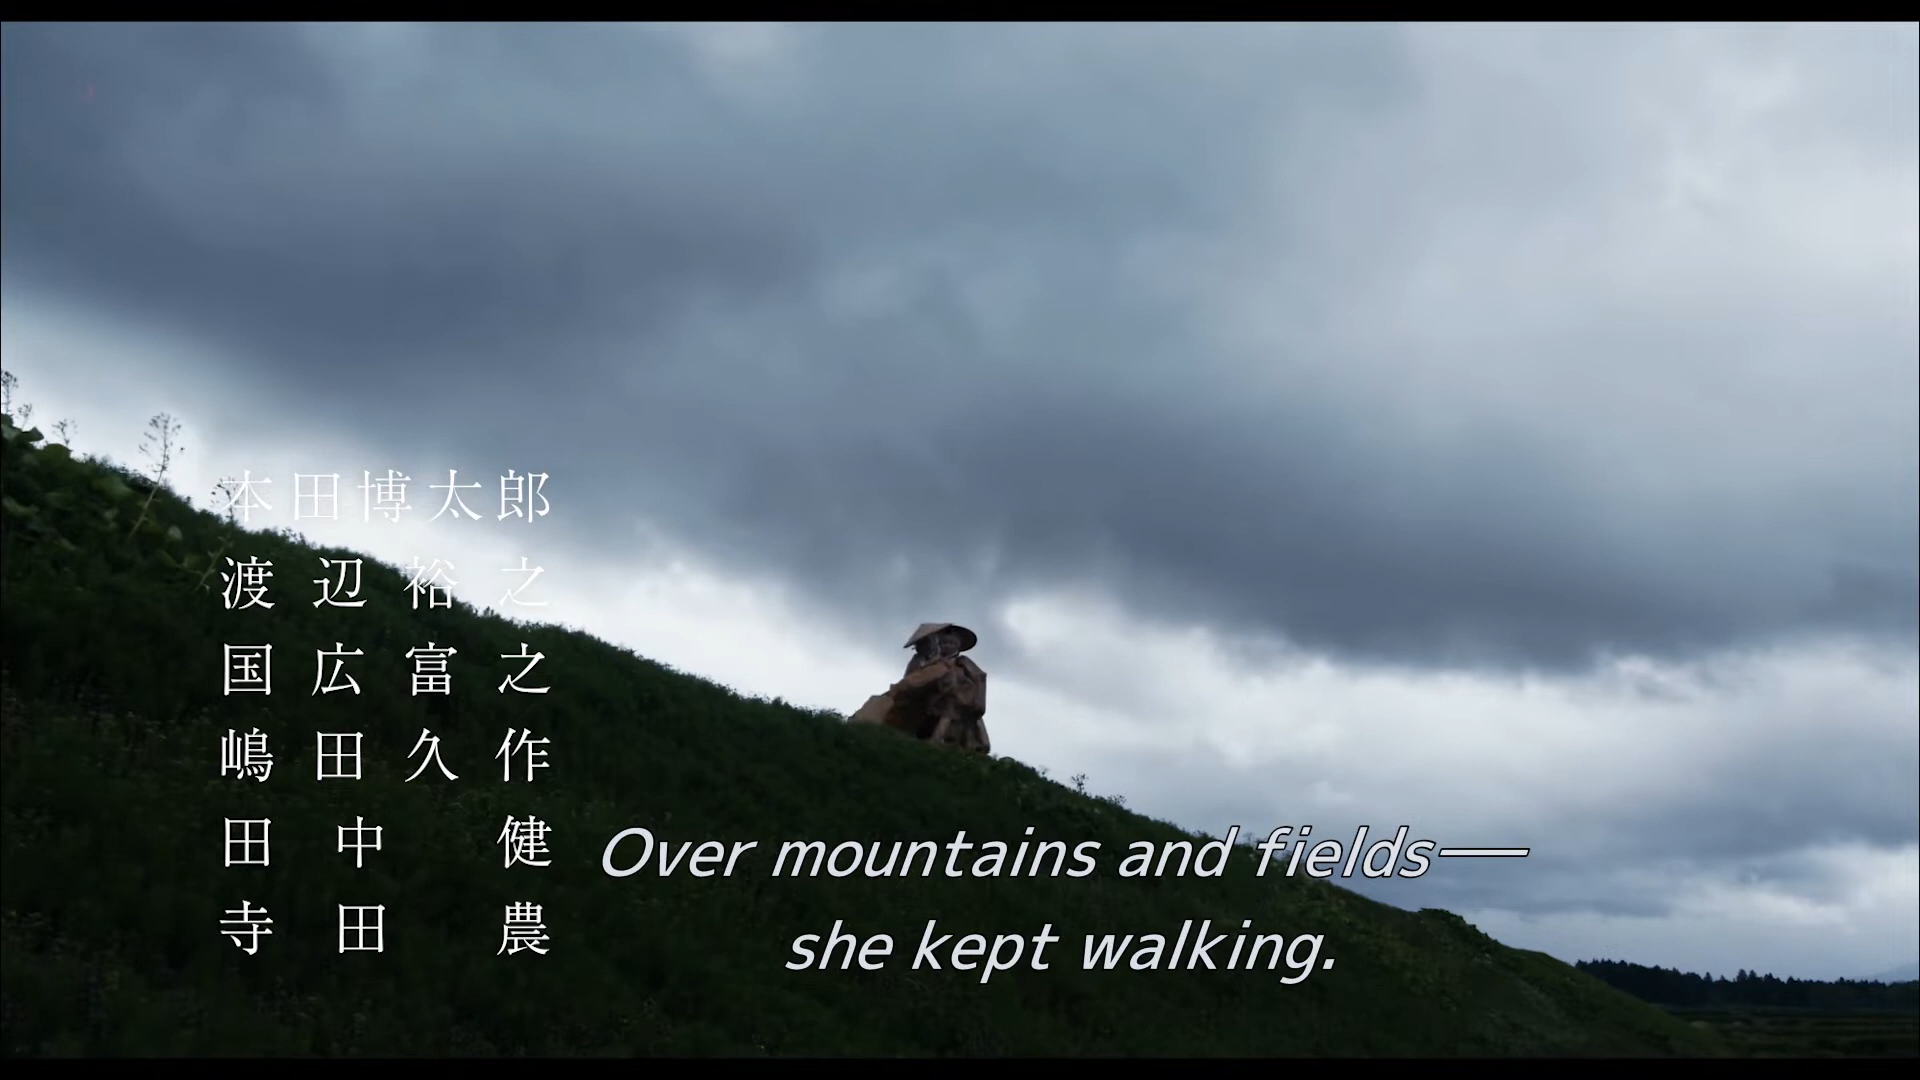 本田博太郎
渡辺裕之
国広富之
嶋田久作
田中健
寺田農
Over mountains and fields—
she kept walking.